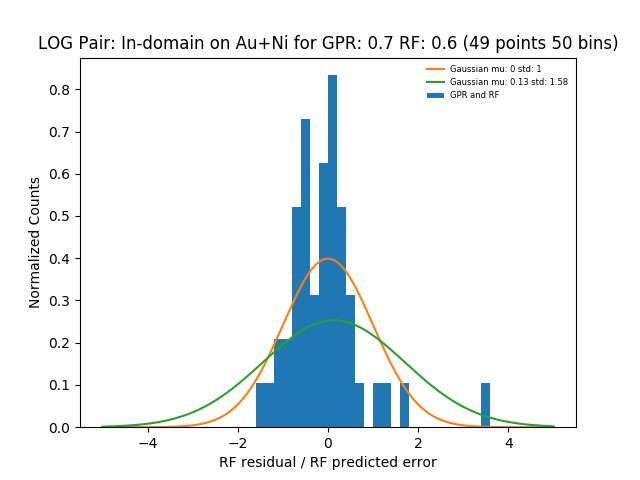 LOG Pair: In-domain on Au+Ni for GPR: 0.7 RF: 0.6 (49 points 50 bins)
Gaussian mu: 0 std: 1
Gaussian mu: 0.13 std: 1.58
GPR and RF
Normalized Counts
0.8
0.7
0.6
0.5
0.4
0.3
0.2
0.1
0.0
−4 −2 0 2 4
RF residual / RF predicted error